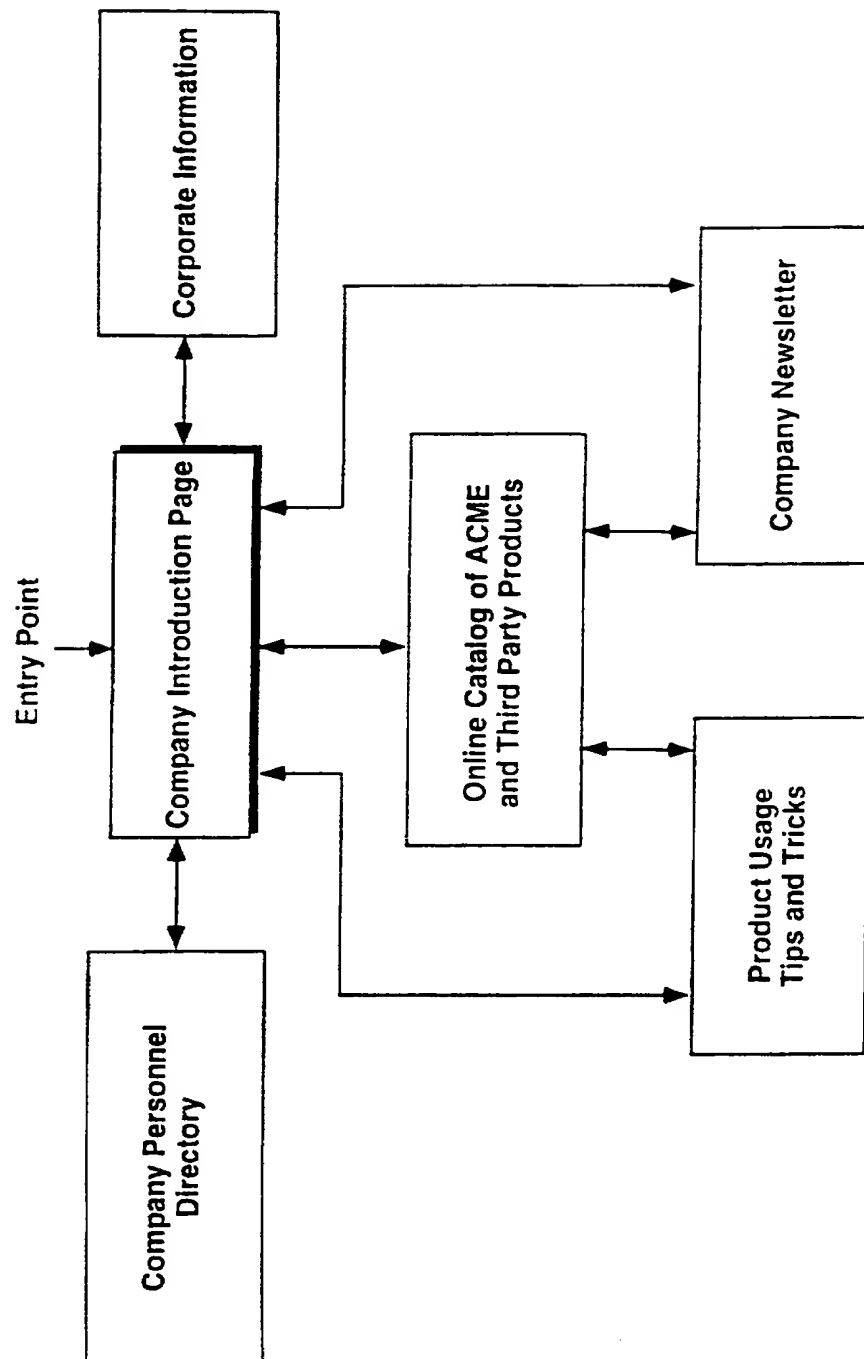 Entry Point
Company Personnel
Directory
Company Introduction Page
Corporate Information
Online Catalog of ACME
and Third Party Products
Product Usage
Tips and Tricks
Company Newsletter